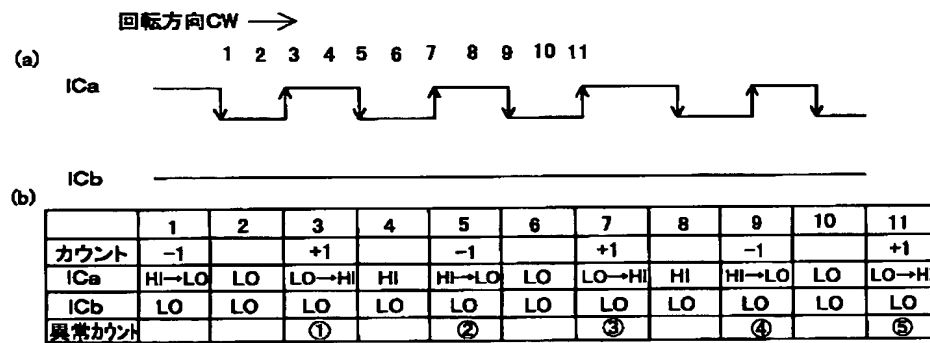 回転方向CW →
(a)
1 2 3 4 5 6 7 8 9 10 11
ICa
ICb
(b)
1 2 3 4 5 6 7 8 9 10 11
カウント -1 +1 -1 +1 -1 +1
ICa HI→LO LO LO→HI HI HI→LO LO LO→HI HI HI→LO LO LO→HI
ICb LO LO LO LO LO LO LO LO LO LO LO
異常カウント ① ② ③ ④ ⑤